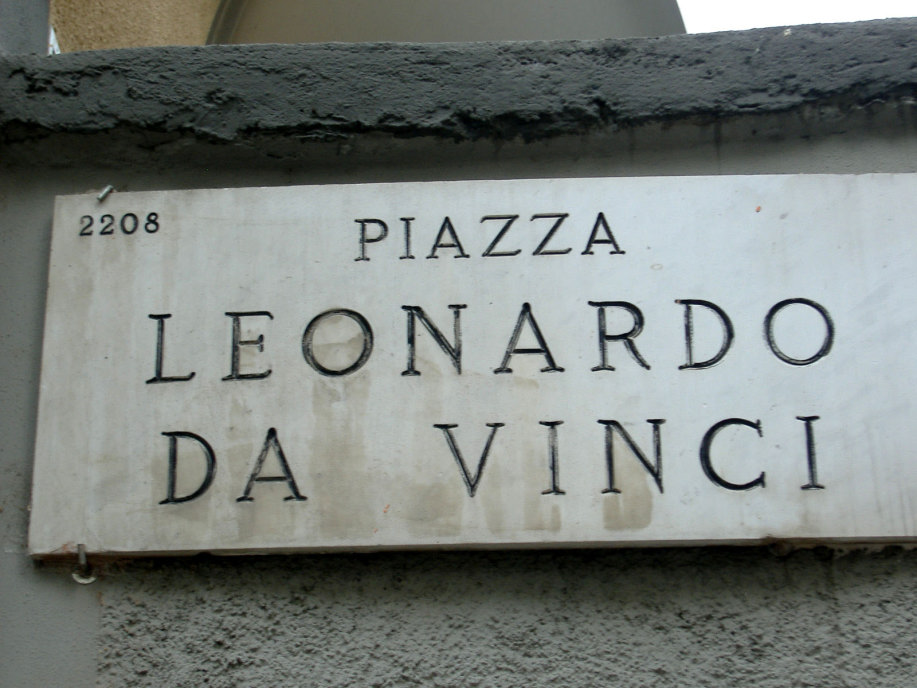 2208
PIAZZA
LEONARDO
DA VINCI